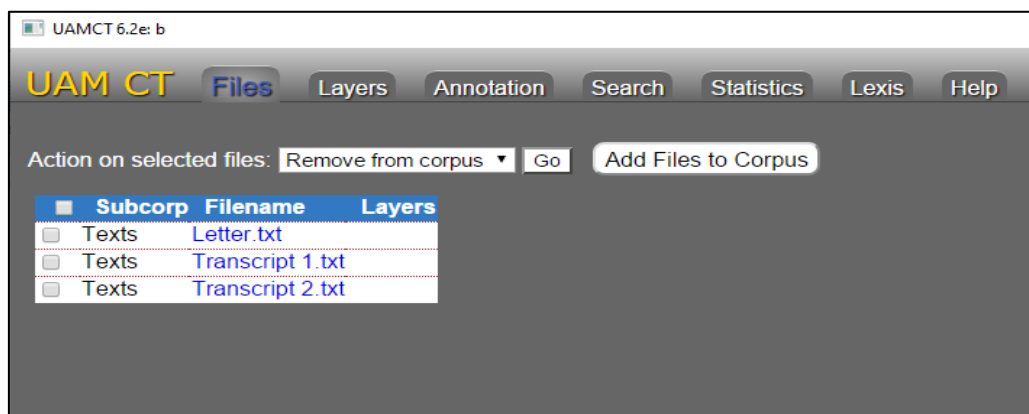 UAMCT 6.2e: b
UAM CT Files Layers Annotation Search Statistics Lexis Help
Action on selected files: Remove from corpus Go Add Files to Corpus
Subcorp Filename Layers
Texts Letter.txt
Texts Transcript 1.txt
Texts Transcript 2.txt